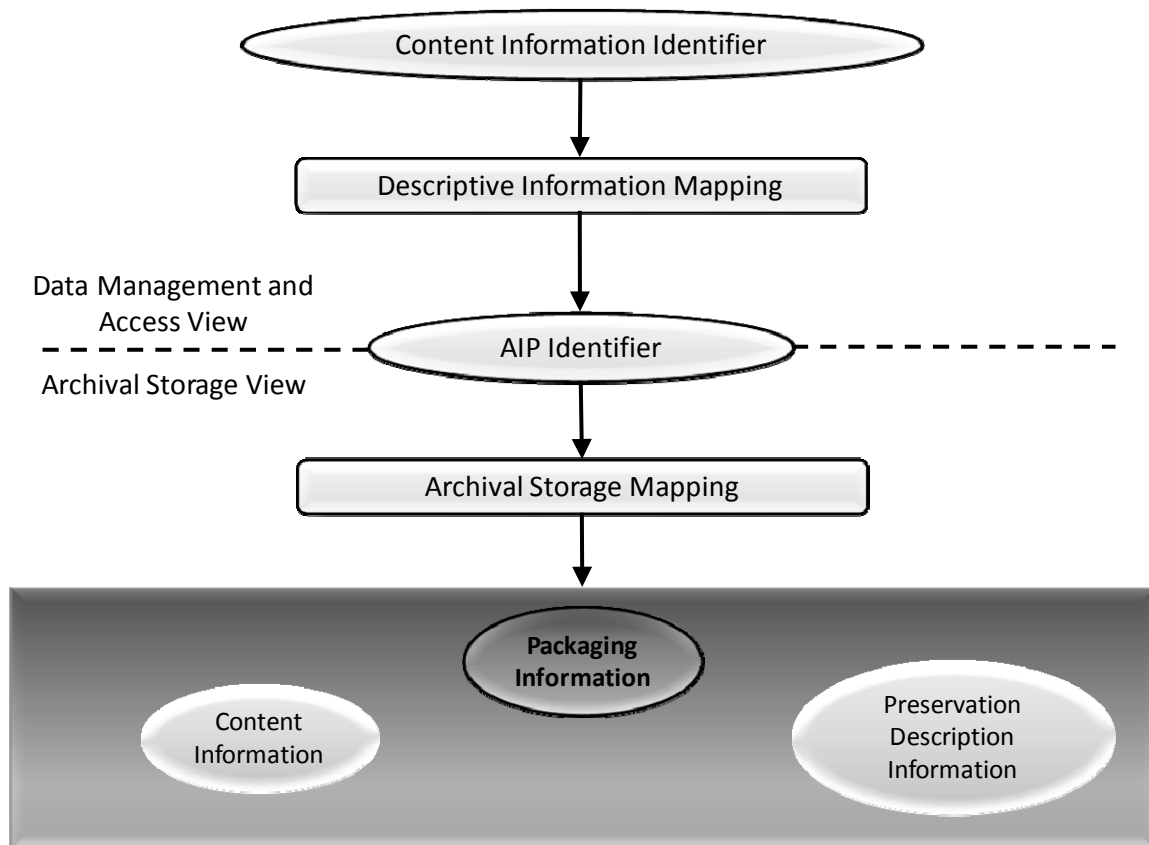 Content Information Identifier
Descriptive Information Mapping
Data Management and
Access View
AIP Identifier
Archival Storage View
Archival Storage Mapping
Packaging
Information
Content
Information
Preservation
Description
Information